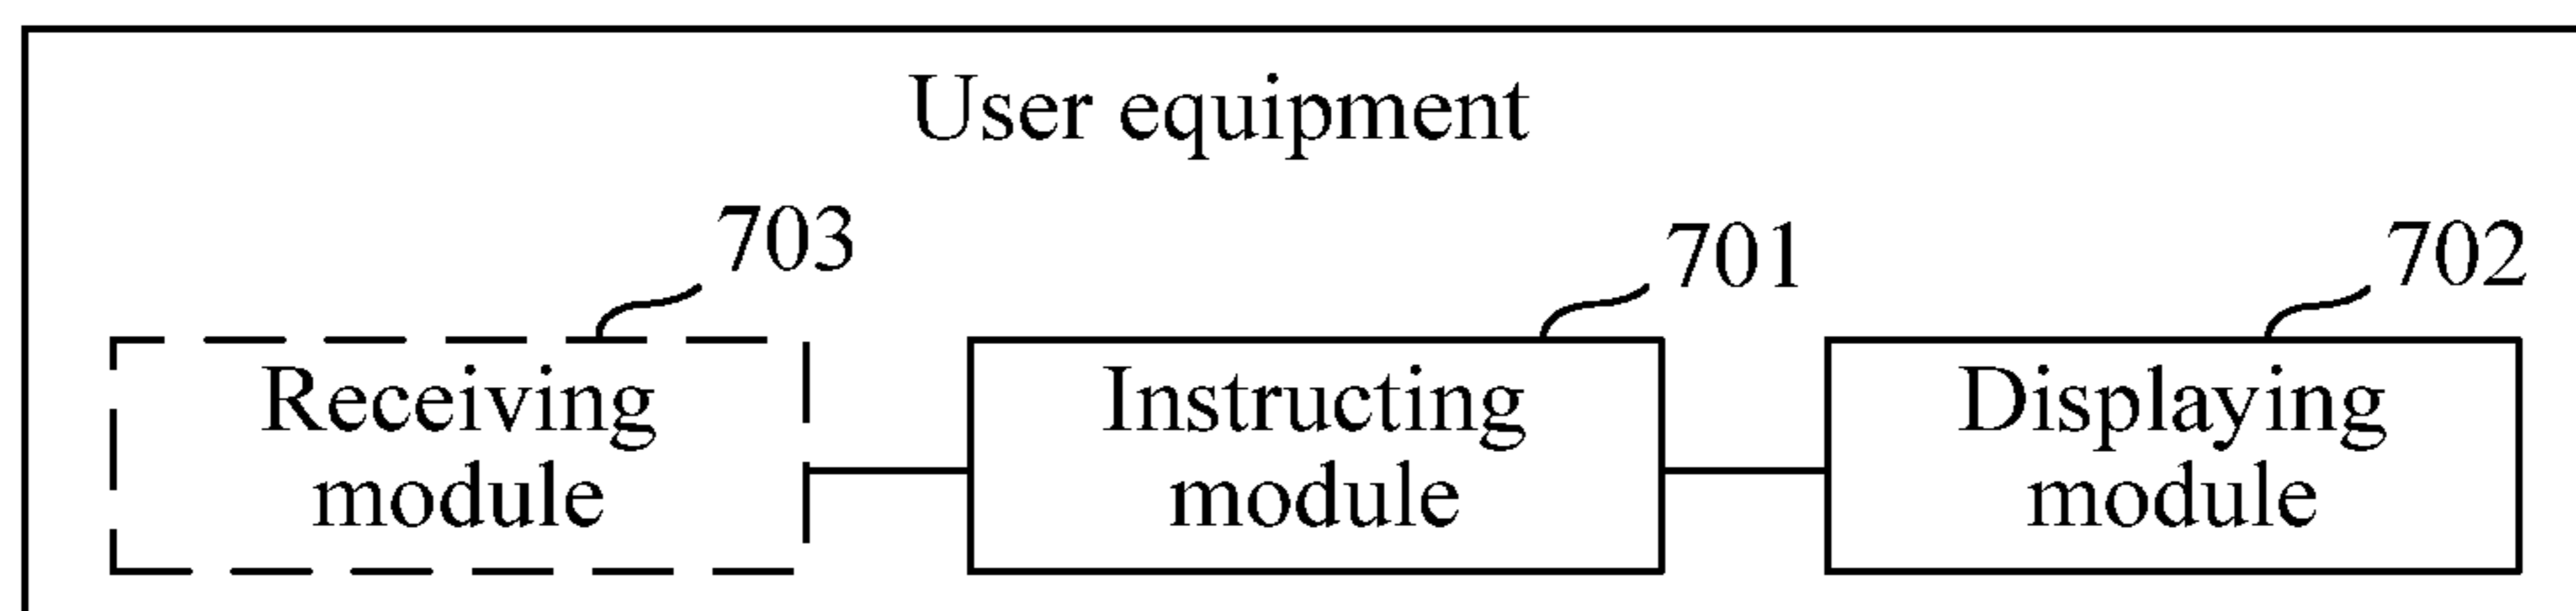 User equipment
703
701
702
Receiving
module
Instructing
module
Displaying
module